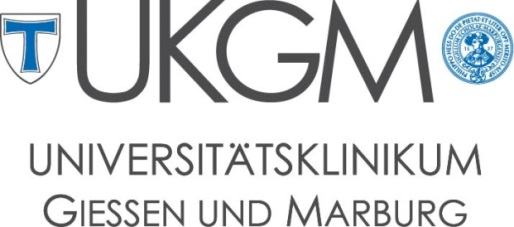 UKGM
UNIVERSITÄTSKLINIKUM
GIESSEN UND MARBURG